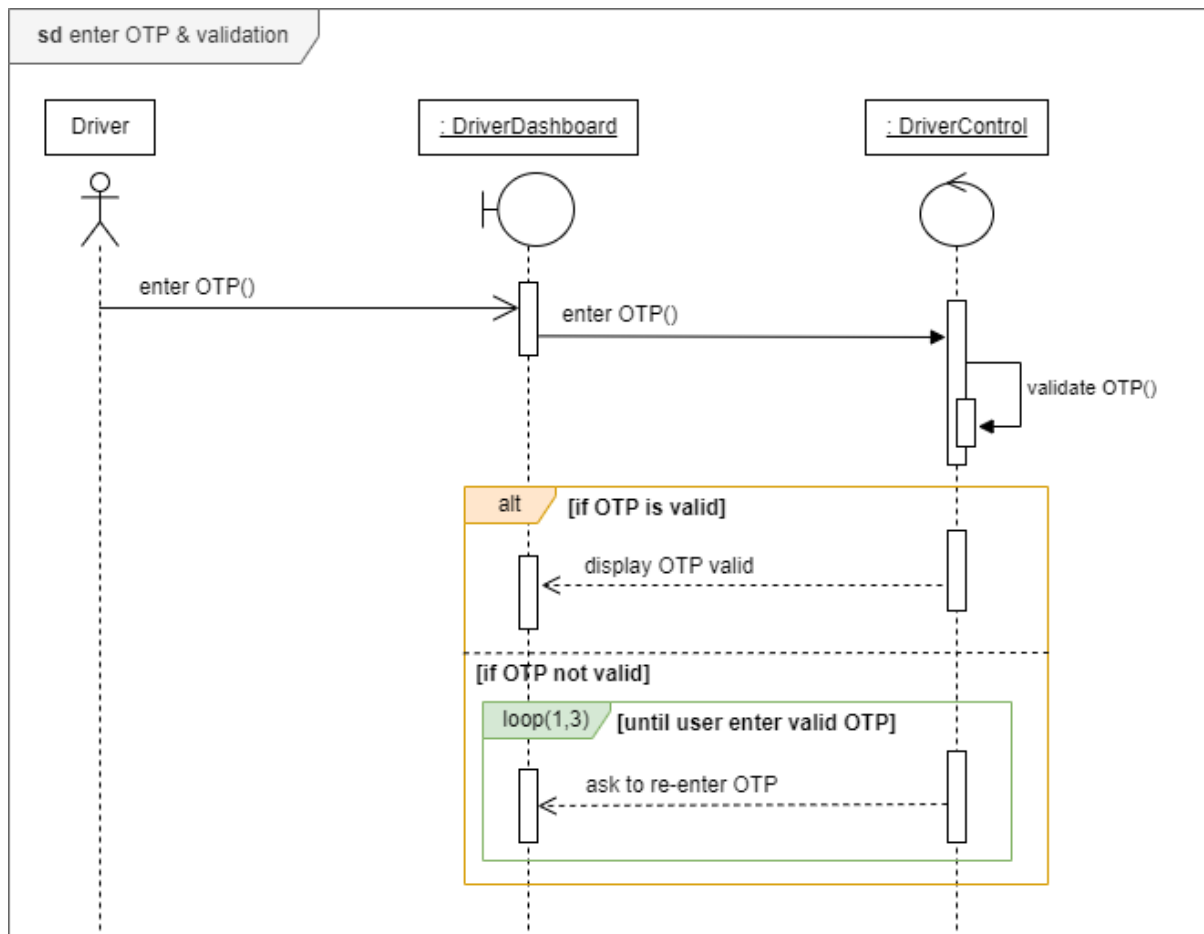 sd enter OTP & validation
Driver
: DriverDashboard
: DriverControl
enter OTP()
enter OTP()
validate OTP()
alt
[if OTP is valid]
display OTP valid
[if OTP not valid]
loop(1,3)
[until user enter valid OTP]
ask to re-enter OTP